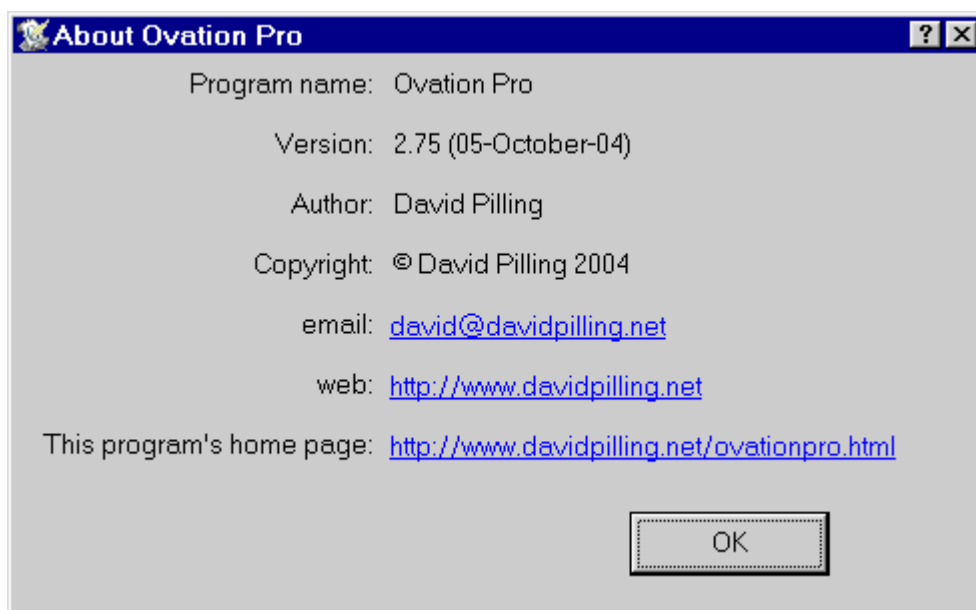 About Ovation Pro
Program name: Ovation Pro
Version: 2.75 (05-October-04)
Author: David Pilling
Copyright: © David Pilling 2004
email: david@davidpilling.net
web: http://www.davidpilling.net
This program's home page: http://www.davidpilling.net/ovationpro.html
OK